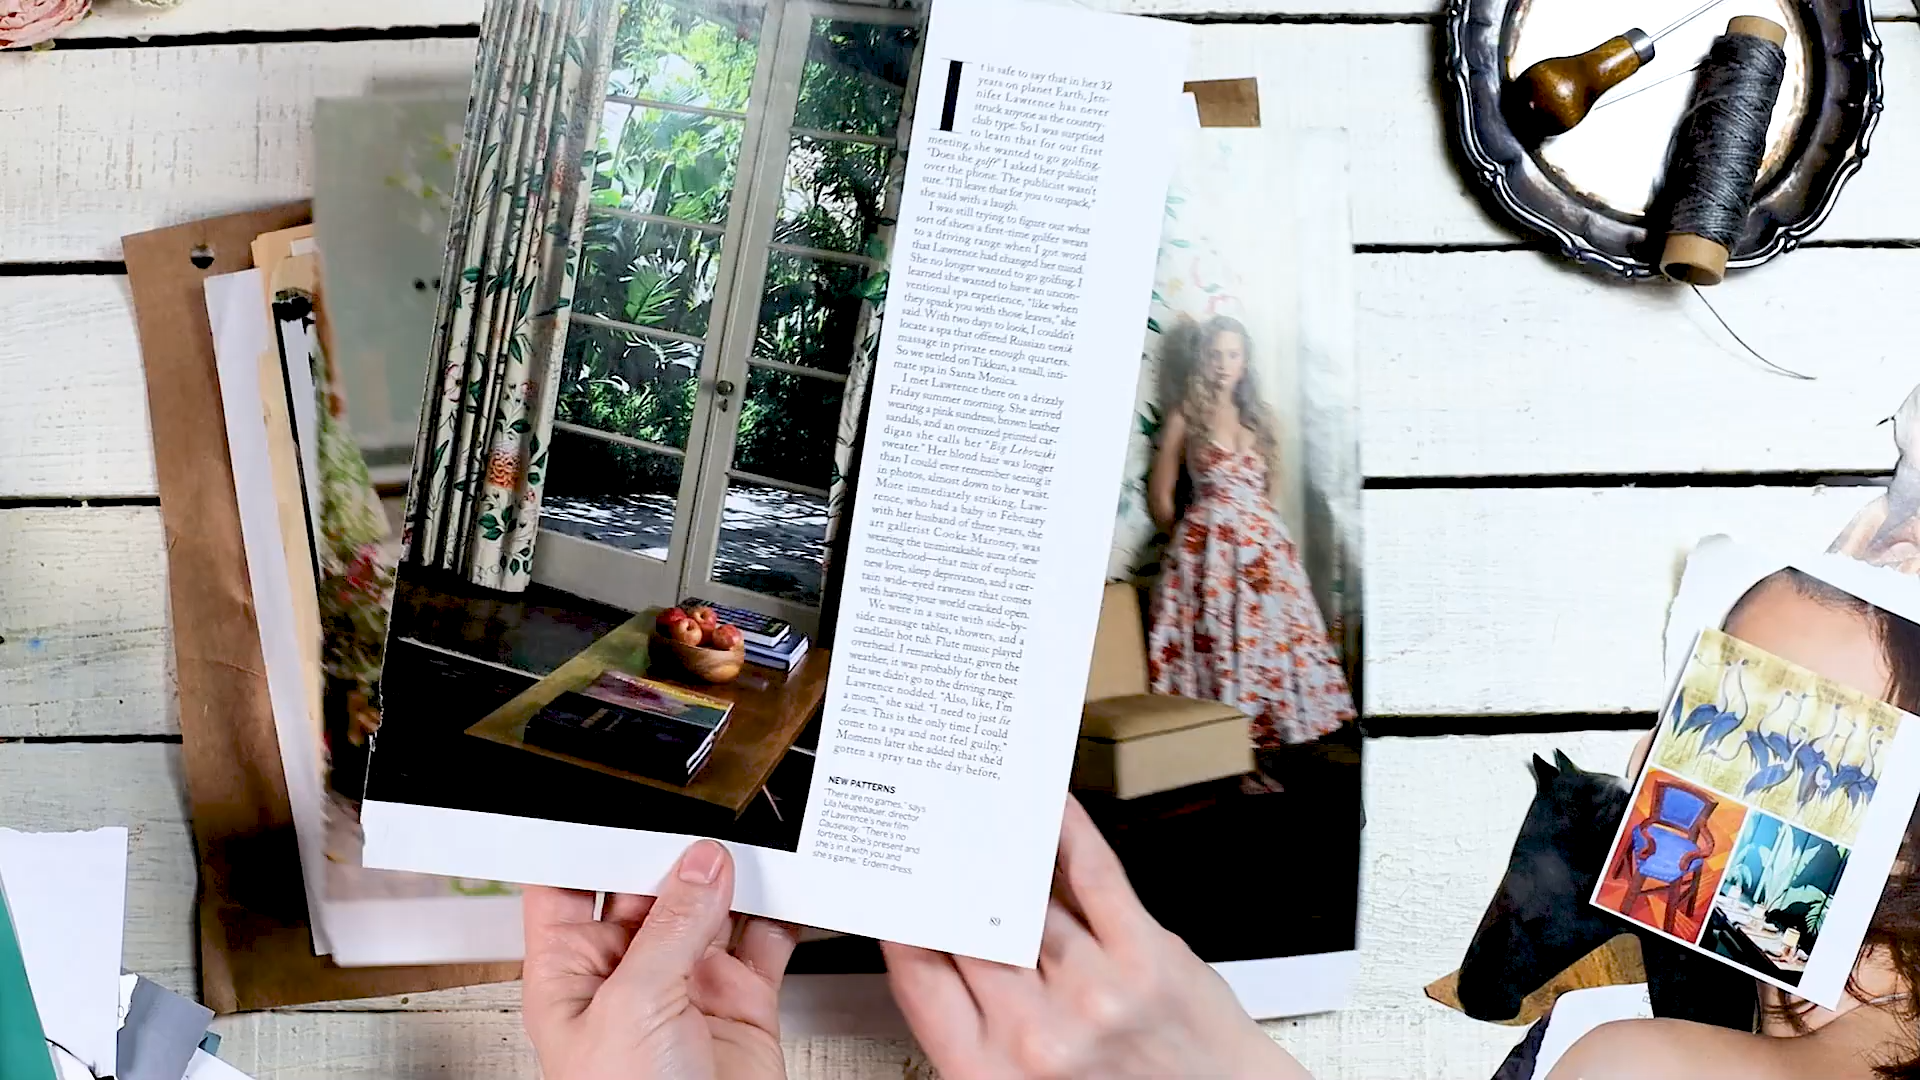 It is safe to say that in her 32
years on planet Earth, Jen-
nifer Lawrence has never
struck anyone as the country-
club type. So I was surprised
to learn that for our first
meeting, she wanted to go golfing.
"Does she golf?" I asked her publicist
over the phone. The publicist wasn't
sure. "I'll leave that for you to unpack,"
she said with a laugh.
I was still trying to figure out what
sort of shoes a first-time golfer wears
to a driving range when I got word
that Lawrence had changed her mind.
She no longer wanted to go golfing. I
learned she wanted to have an uncon-
ventional spa experience, "like when
they spank you with those leaves," she
said. With two days to look, I couldn't
locate a spa that offered Russian venik
massage in private enough quarters.
So we settled on Tikkun, a small, inti-
mate spa in Santa Monica.
I met Lawrence there on a drizzly
Friday summer morning. She arrived
wearing a pink sundress, brown leather
sandals, and an oversized printed car-
digan she calls her "Big Lebowski
sweater." Her blond hair was longer
than I could ever remember seeing it
in photos, almost down to her waist.
More immediately striking, Law-
rence, who had a baby in February
with her husband of three years, the
art gallerist Cooke Maroney, was
wearing the unmistakable aura of new
motherhood—that mix of euphoric
new love, sleep deprivation, and a cer-
tain wide-eyed rawness that comes
with having your world cracked open.
We were in a suite with side-by-
side massage tables, showers, and a
candlelit hot tub. Flute music played
overhead. I remarked that, given the
weather, it was probably for the best
that we didn't go to the driving range.
Lawrence nodded. "Also, like, I'm
a mom," she said. "I need to just lie
down. This is the only time I could
come to a spa and not feel guilty."
Moments later she added that she'd
gotten a spray tan the day before,
NEW PATTERNS
"There are no games," says
Lila Neugebauer, director
of Lawrence's new film
Causeway. "There's no
fortress. She's present and
she's in it with you and
she's game." Erdem dress.
89